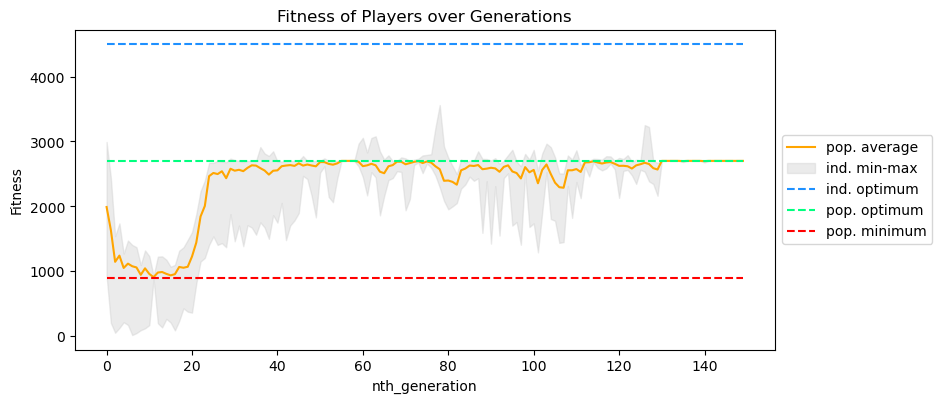 Fitness of Players over Generations
Fitness
4000
3000
2000
1000
0
0 20 40 60 80 100 120 140
nth_generation
pop. average
ind. min-max
ind. optimum
pop. optimum
pop. minimum